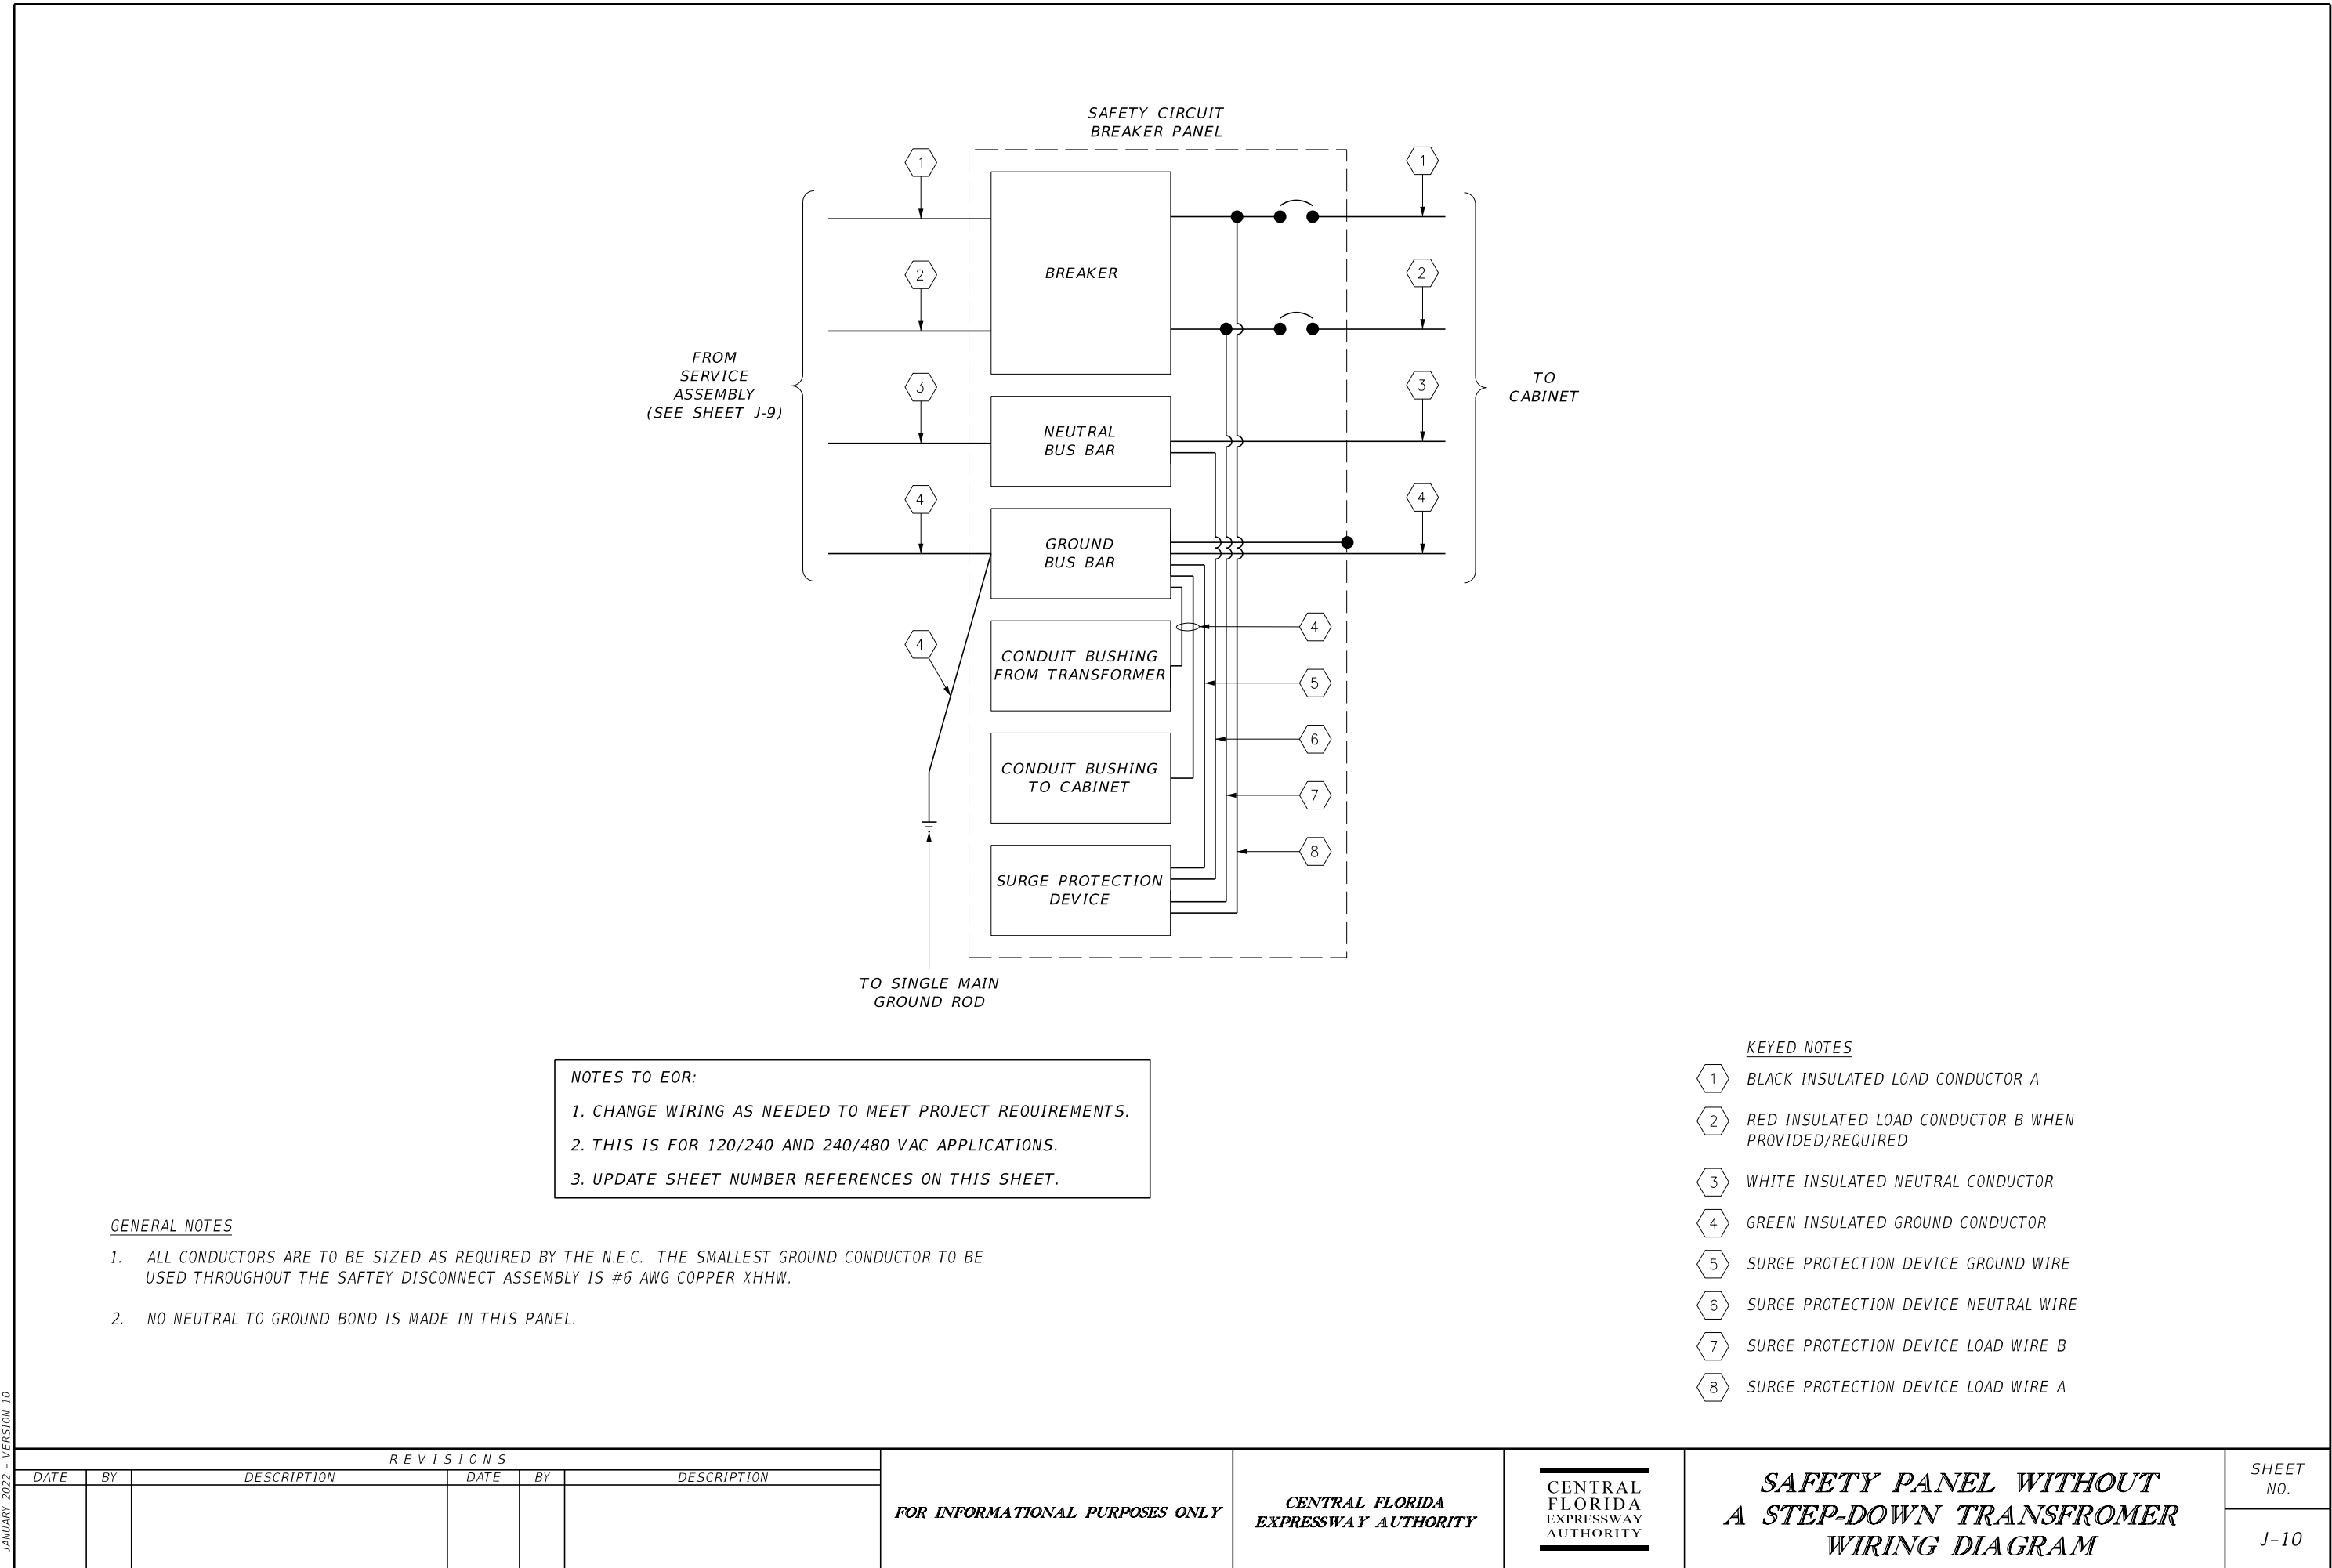 SAFETY CIRCUIT
BREAKER PANEL
1
1
2
2
3
3
4
4
BREAKER
FROM
SERVICE
ASSEMBLY
(SEE SHEET J-9)
TO
CABINET
NEUTRAL
BUS BAR
GROUND
BUS BAR
4
4
CONDUIT BUSHING
FROM TRANSFORMER
5
6
CONDUIT BUSHING
TO CABINET
7
8
SURGE PROTECTION
DEVICE
TO SINGLE MAIN
GROUND ROD
NOTES TO EOR:
1. CHANGE WIRING AS NEEDED TO MEET PROJECT REQUIREMENTS.
2. THIS IS FOR 120/240 AND 240/480 VAC APPLICATIONS.
3. UPDATE SHEET NUMBER REFERENCES ON THIS SHEET.
GENERAL NOTES
1. ALL CONDUCTORS ARE TO BE SIZED AS REQUIRED BY THE N.E.C. THE SMALLEST GROUND CONDUCTOR TO BE
USED THROUGHOUT THE SAFTEY DISCONNECT ASSEMBLY IS #6 AWG COPPER XHHW.
2. NO NEUTRAL TO GROUND BOND IS MADE IN THIS PANEL.
KEYED NOTES
1 BLACK INSULATED LOAD CONDUCTOR A
2 RED INSULATED LOAD CONDUCTOR B WHEN
PROVIDED/REQUIRED
3 WHITE INSULATED NEUTRAL CONDUCTOR
4 GREEN INSULATED GROUND CONDUCTOR
5 SURGE PROTECTION DEVICE GROUND WIRE
6 SURGE PROTECTION DEVICE NEUTRAL WIRE
7 SURGE PROTECTION DEVICE LOAD WIRE B
8 SURGE PROTECTION DEVICE LOAD WIRE A
JANUARY 2022 - VERSION 10
REVISIONS
DATE BY DESCRIPTION DATE BY DESCRIPTION
FOR INFORMATIONAL PURPOSES ONLY
CENTRAL FLORIDA
EXPRESSWAY AUTHORITY
CENTRAL
FLORIDA
EXPRESSWAY
AUTHORITY
SAFETY PANEL WITHOUT
A STEP-DOWN TRANSFROMER
WIRING DIAGRAM
SHEET
NO.
J-10